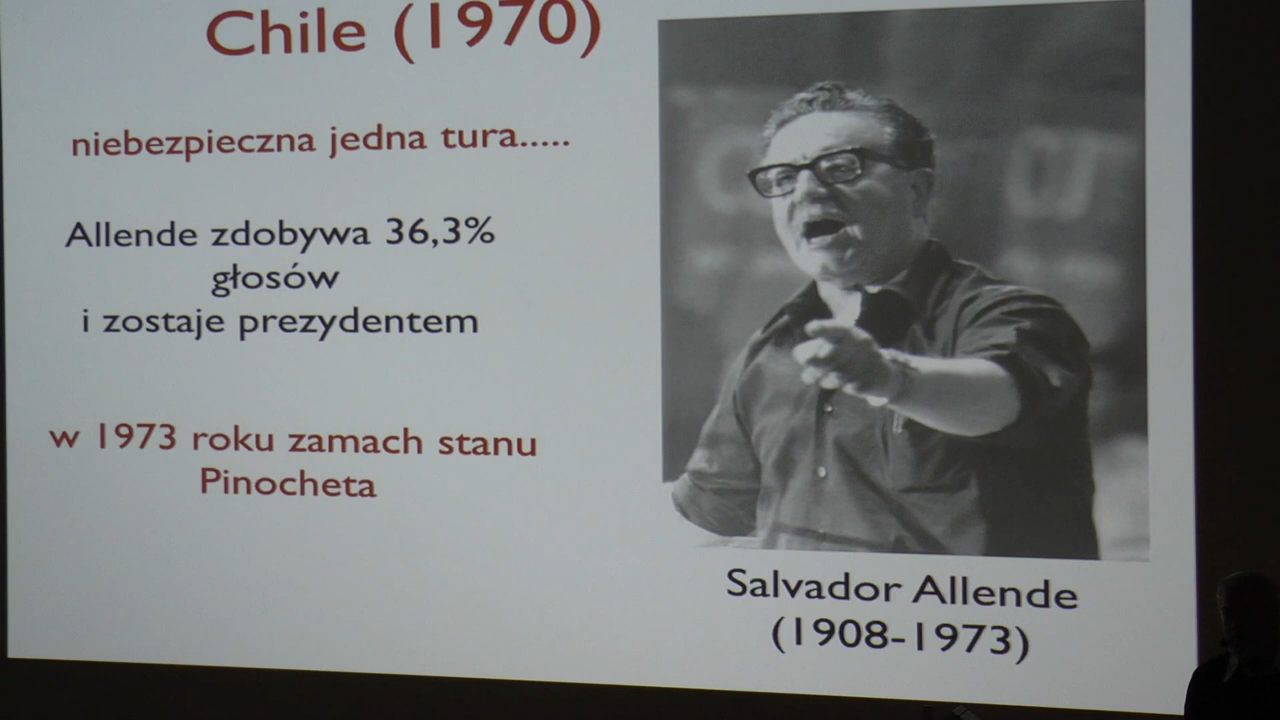 Chile (1970)
niebezpieczna jedna tura.....
Allende zdobywa 36,3%
głosów
i zostaje prezydentem
w 1973 roku zamach stanu
Pinocheta
Salvador Allende
(1908-1973)